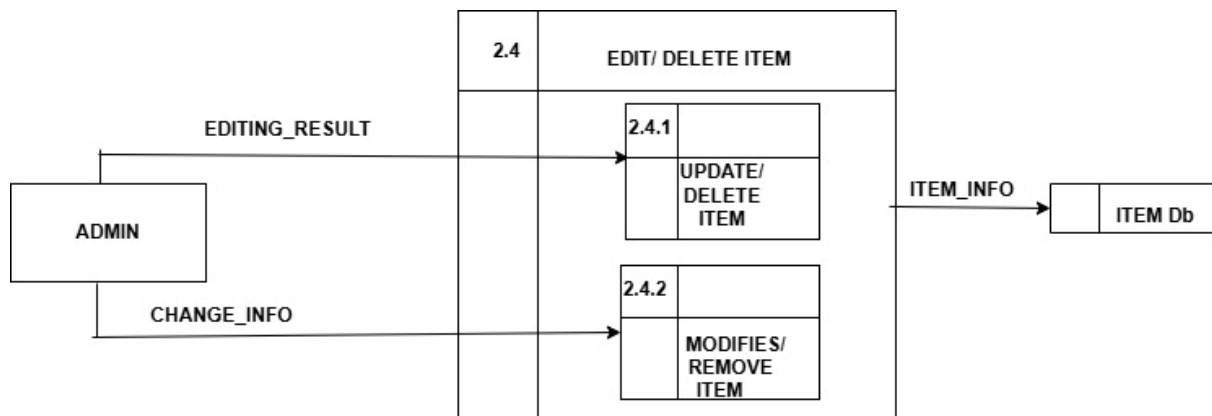 2.4
EDIT/ DELETE ITEM
EDITING_RESULT
2.4.1
UPDATE/
DELETE
ITEM
ADMIN
ITEM_INFO
ITEM Db
CHANGE_INFO
2.4.2
MODIFIES/
REMOVE
ITEM